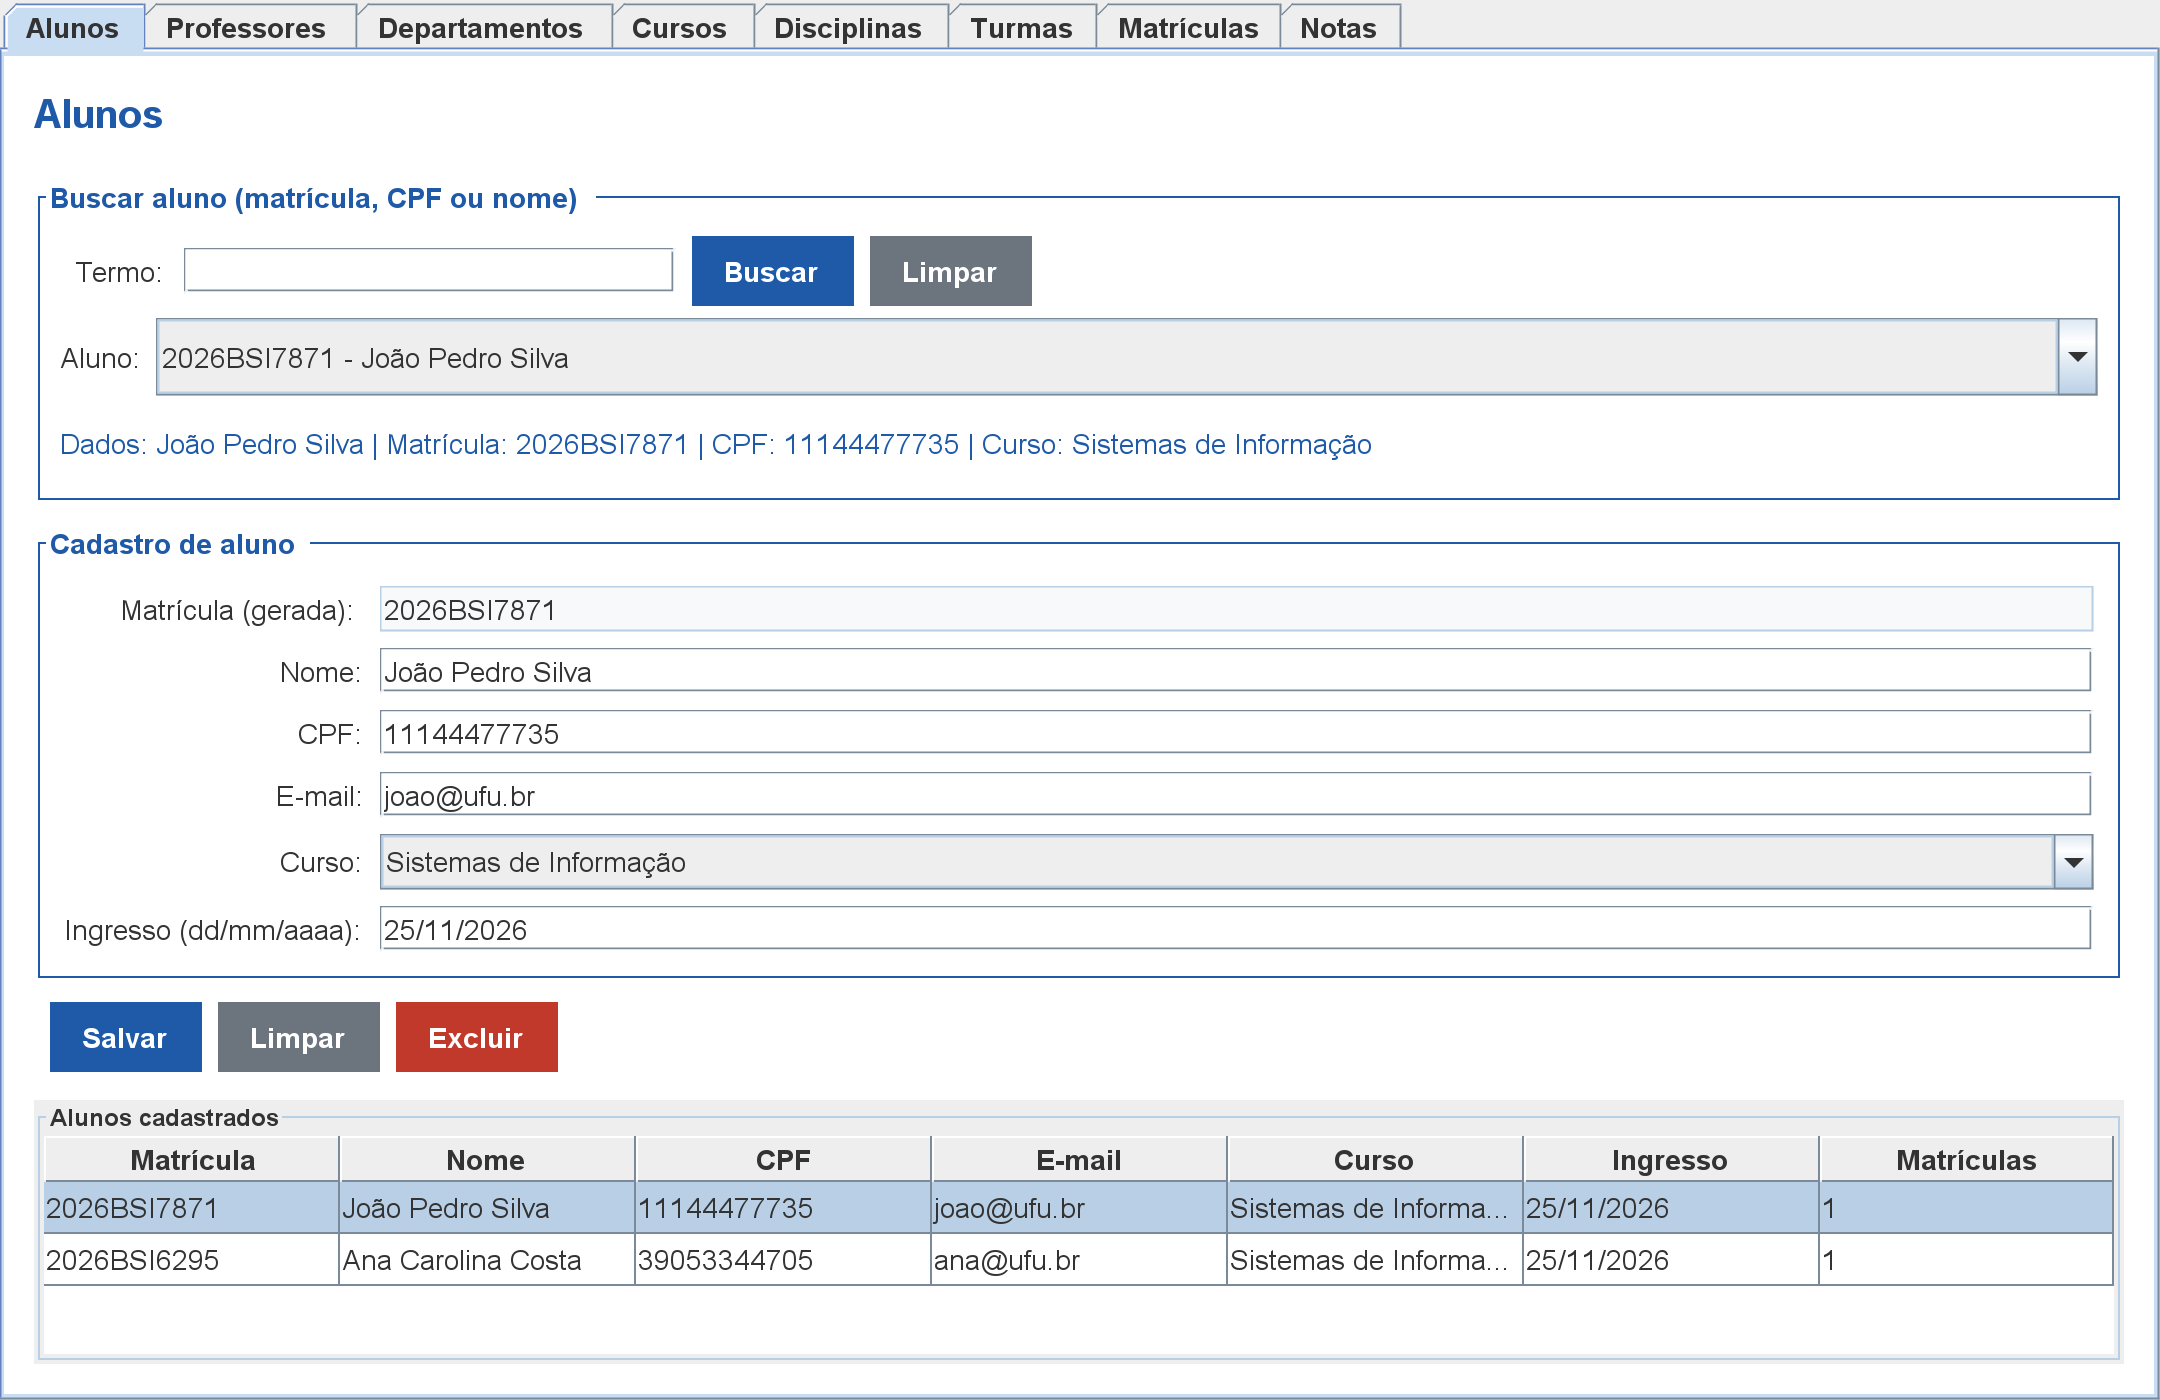 Alunos Professores Departamentos Cursos Disciplinas Turmas Matrículas Notas
Alunos
Buscar aluno (matrícula, CPF ou nome)
Termo: Buscar Limpar
Aluno: 2026BSI7871 - João Pedro Silva
Dados: João Pedro Silva | Matrícula: 2026BSI7871 | CPF: 11144477735 | Curso: Sistemas de Informação
Cadastro de aluno
Matrícula (gerada): 2026BSI7871
Nome: João Pedro Silva
CPF: 11144477735
E-mail: joao@ufu.br
Curso: Sistemas de Informação
Ingresso (dd/mm/aaaa): 25/11/2026
Salvar Limpar Excluir
Alunos cadastrados
Matrícula Nome CPF E-mail Curso Ingresso Matrículas
2026BSI7871 João Pedro Silva 11144477735 joao@ufu.br Sistemas de Informa... 25/11/2026 1
2026BSI6295 Ana Carolina Costa 39053344705 ana@ufu.br Sistemas de Informa... 25/11/2026 1